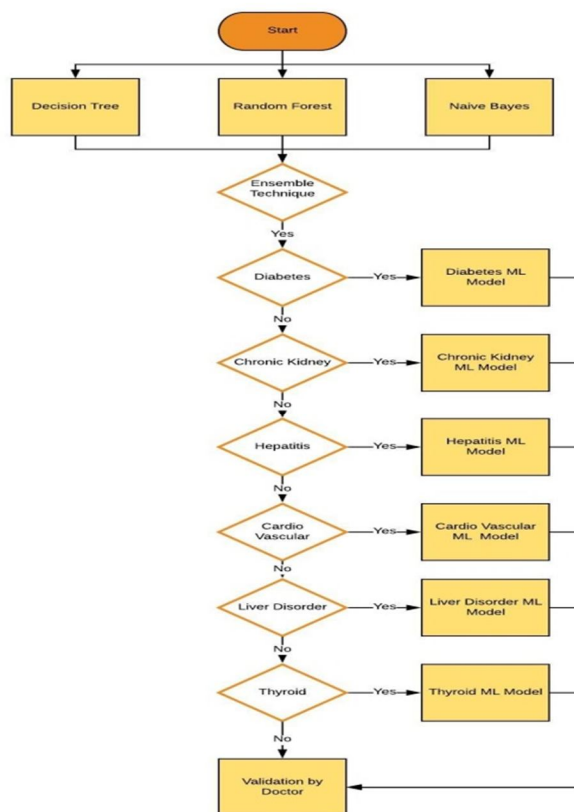 Start
Decision Tree
Random Forest
Naive Bayes
Ensemble
Technique
Yes
Diabetes
Yes
Diabetes ML
Model
No
Chronic Kidney
Yes
Chronic Kidney
ML Model
No
Hepatitis
Yes
Hepatitis ML
Model
No
Cardio
Vascular
Yes
Cardio Vascular
ML Model
No
Liver Disorder
Yes
Liver Disorder ML
Model
No
Thyroid
Yes
Thyroid ML Model
No
Validation by
Doctor